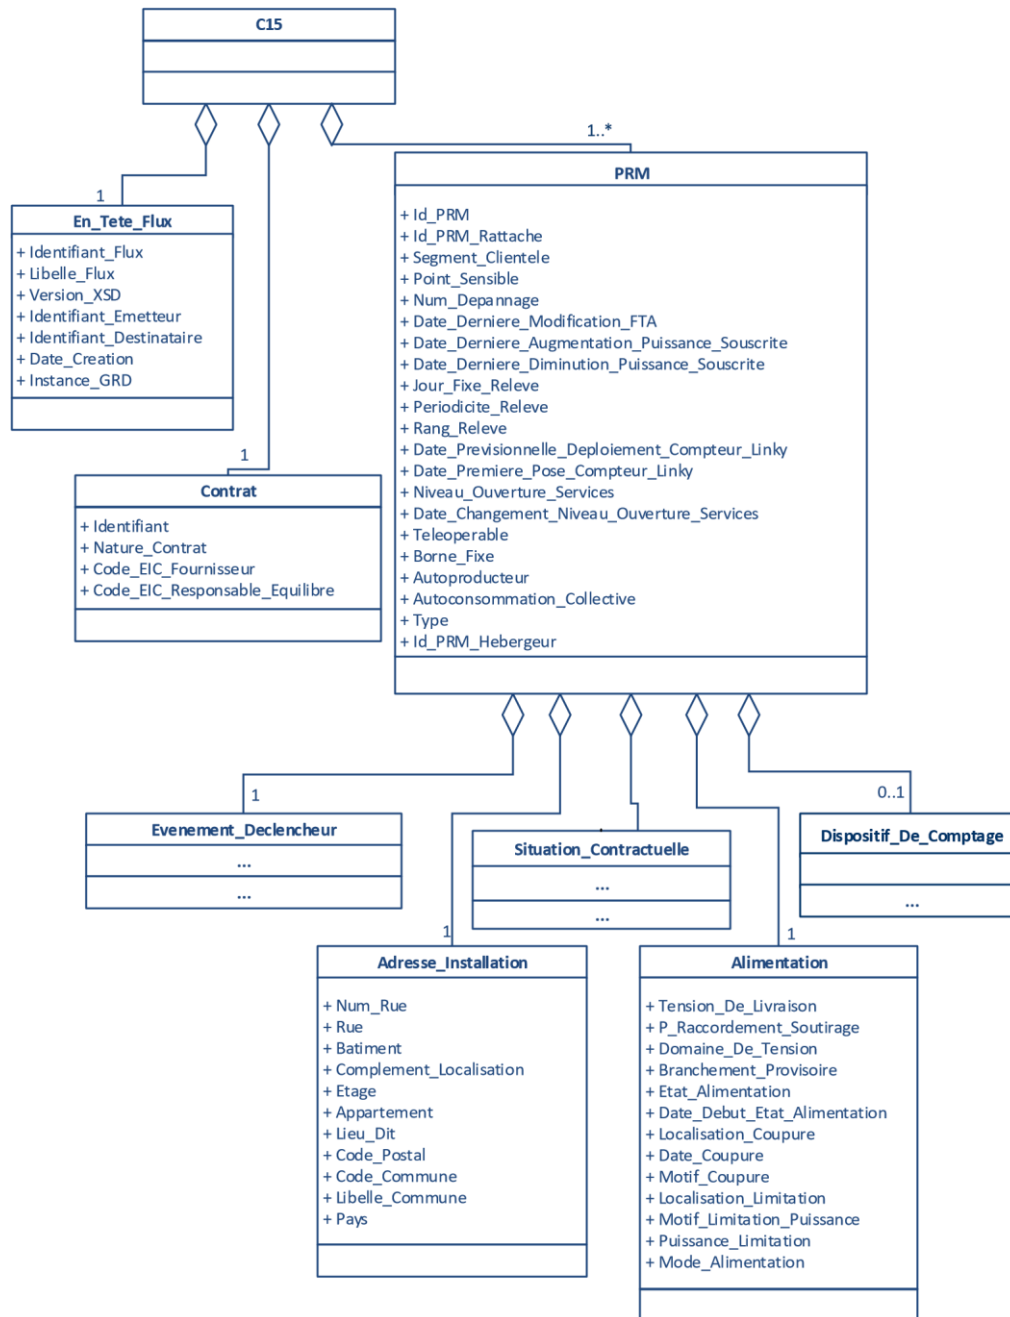 C15
1..*
PRM
+ Id_PRM
+ Id_PRM_Rattache
+ Segment_Clientele
+ Point_Sensible
+ Num_Depannage
+ Date_Derniere_Modification_FTA
+ Date_Derniere_Augmentation_Puissance_Souscrite
+ Date_Derniere_Diminution_Puissance_Souscrite
+ Jour_Fixe_Releve
+ Periodicite_Releve
+ Rang_Releve
+ Date_Previsionnelle_Deploiement_Compteur_Linky
+ Date_Premiere_Pose_Compteur_Linky
+ Niveau_Ouverture_Services
+ Date_Changement_Niveau_Ouverture_Services
+ Teleoperable
+ Borne_Fixe
+ Autoproducteur
+ Autoconsommation_Collective
+ Type
+ Id_PRM_Hebergeur
1
En_Tete_Flux
+ Identifiant_Flux
+ Libelle_Flux
+ Version_XSD
+ Identifiant_Emetteur
+ Identifiant_Destinataire
+ Date_Creation
+ Instance_GRD
1
Contrat
+ Identifiant
+ Nature_Contrat
+ Code_EIC_Fournisseur
+ Code_EIC_Responsable_Equilibre
1
Evenement_Declencheur
...
...
Situation_Contractuelle
...
...
0..1
Dispositif_De_Comptage
...
1
Adresse_Installation
+ Num_Rue
+ Rue
+ Batiment
+ Complement_Localisation
+ Etage
+ Appartement
+ Lieu_Dit
+ Code_Postal
+ Code_Commune
+ Libelle_Commune
+ Pays
1
Alimentation
+ Tension_De_Livraison
+ P_Raccordement_Soutirage
+ Domaine_De_Tension
+ Branchement_Provisoire
+ Etat_Alimentation
+ Date_Debut_Etat_Alimentation
+ Localisation_Coupure
+ Date_Coupure
+ Motif_Coupure
+ Localisation_Limitation
+ Motif_Limitation_Puissance
+ Puissance_Limitation
+ Mode_Alimentation